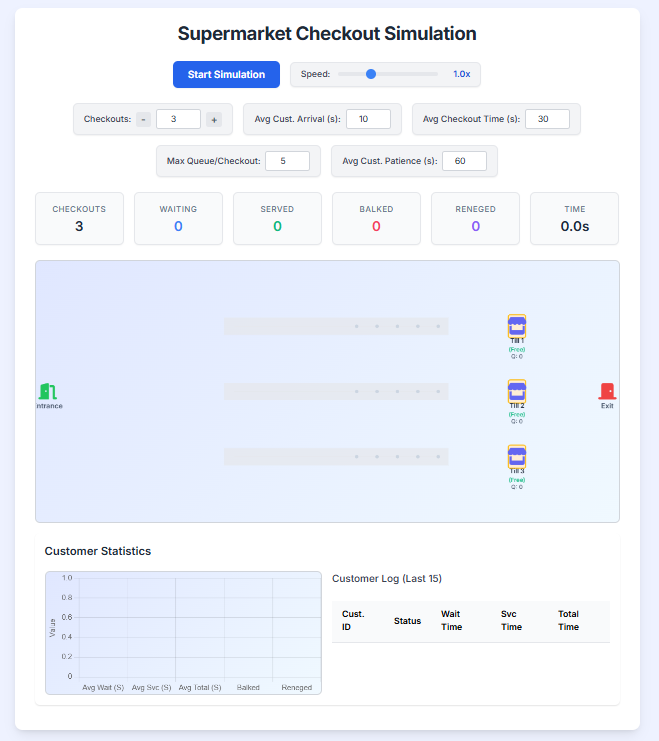 Supermarket Checkout Simulation
Start Simulation
Speed: 1.0x
Checkouts: - 3 +
Avg Cust. Arrival (s): 10
Avg Checkout Time (s): 30
Max Queue/Checkout: 5
Avg Cust. Patience (s): 60
CHECKOUTS
3
WAITING
0
SERVED
0
BALKED
0
RENEGED
0
TIME
0.0s
Till 1
(Free)
Q: 0
ntrance
Till 2
(Free)
Q: 0
Exit
Till 3
(Free)
Q: 0
Customer Statistics
1.0
0.8
0.6
0.4
0.2
0
Value
Avg Wait (S)
Avg Svc (S)
Avg Total (S)
Balked
Reneged
Customer Log (Last 15)
Cust.
ID
Status
Wait
Time
Svc
Time
Total
Time